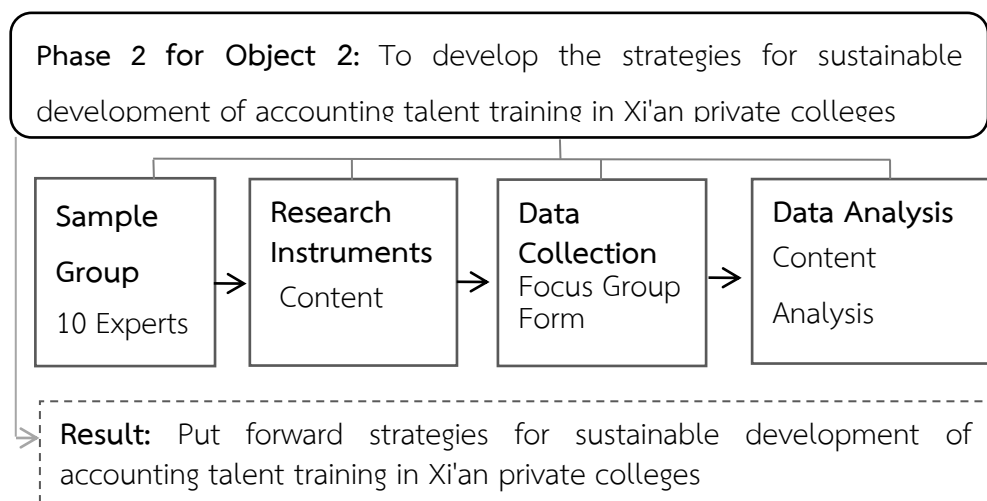 Phase 2 for Object 2: To develop the strategies for sustainable
development of accounting talent training in Xi'an private colleges
Sample
Group
10 Experts
Research
Instruments
Content
Data
Collection
Focus Group
Form
Data Analysis
Content
Analysis
Result: Put forward strategies for sustainable development of
accounting talent training in Xi'an private colleges